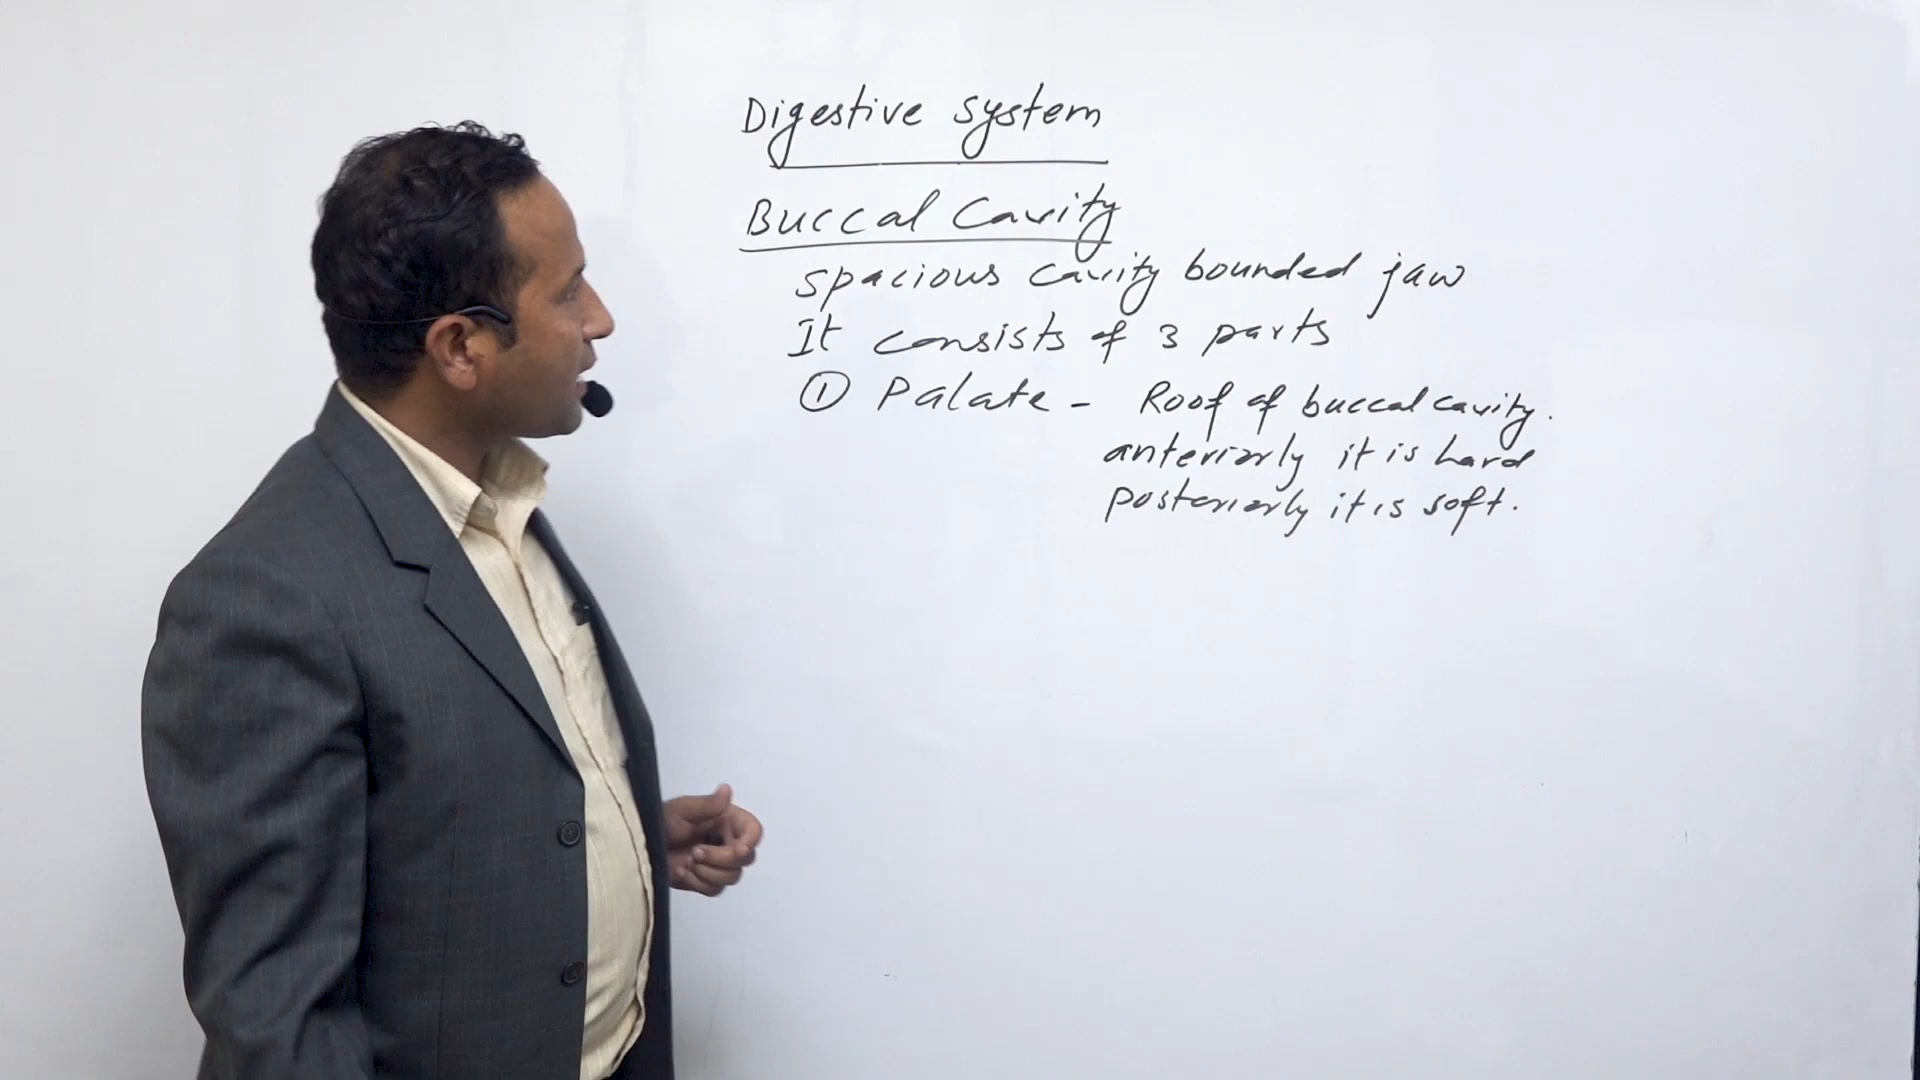 Digestive system
Buccal Cavity
spacious cavity bounded jaw
It consists of 3 parts
① Palate - Roof of buccal cavity.
anteriorly it is hard
posteriorly it is soft.